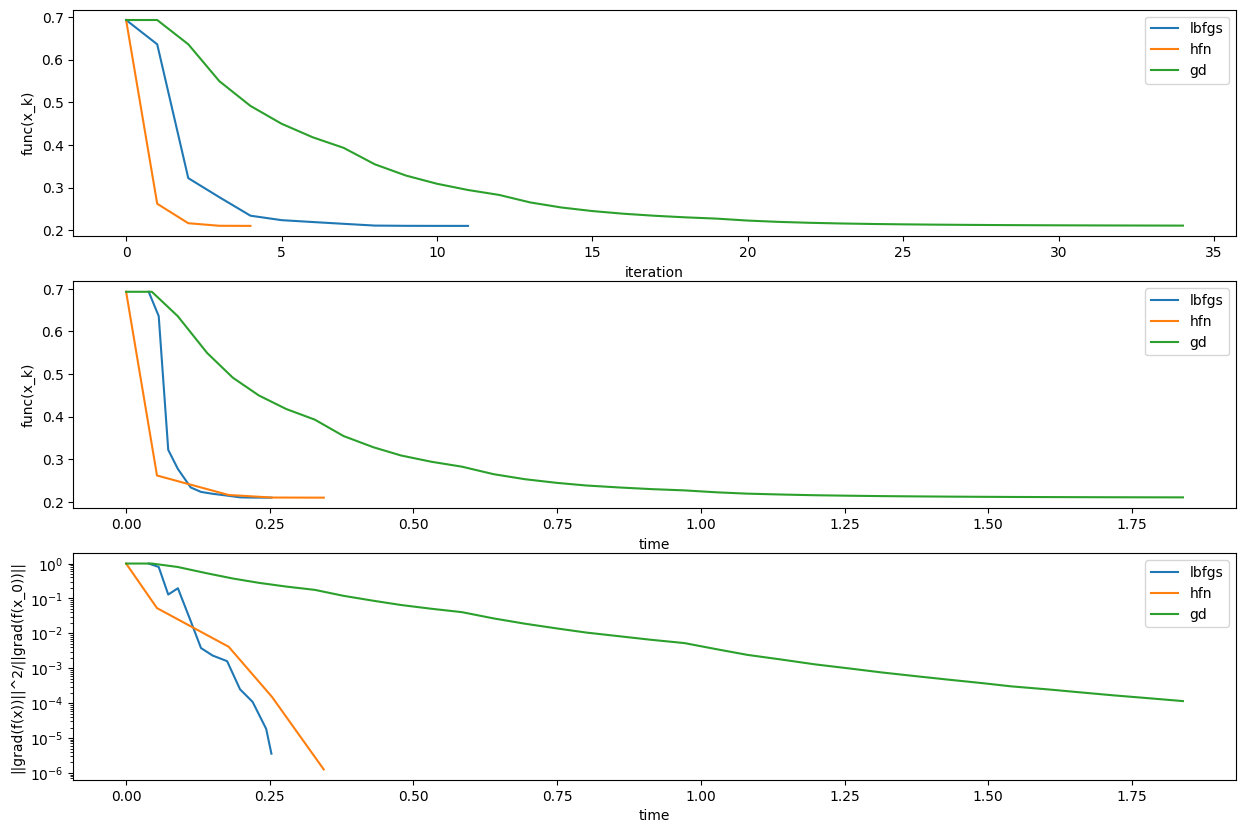 0.7
0.6
0.5
0.4
0.3
0.2
func(x_k)
lbfgs
hfn
gd
0 5 10 15 20 25 30 35
iteration
0.7
0.6
0.5
0.4
0.3
0.2
func(x_k)
lbfgs
hfn
gd
0.00 0.25 0.50 0.75 1.00 1.25 1.50 1.75
time
10^0
10^-1
10^-2
10^-3
10^-4
10^-5
10^-6
||grad(f(x))||^2/||grad(f(x_0))||
lbfgs
hfn
gd
0.00 0.25 0.50 0.75 1.00 1.25 1.50 1.75
time